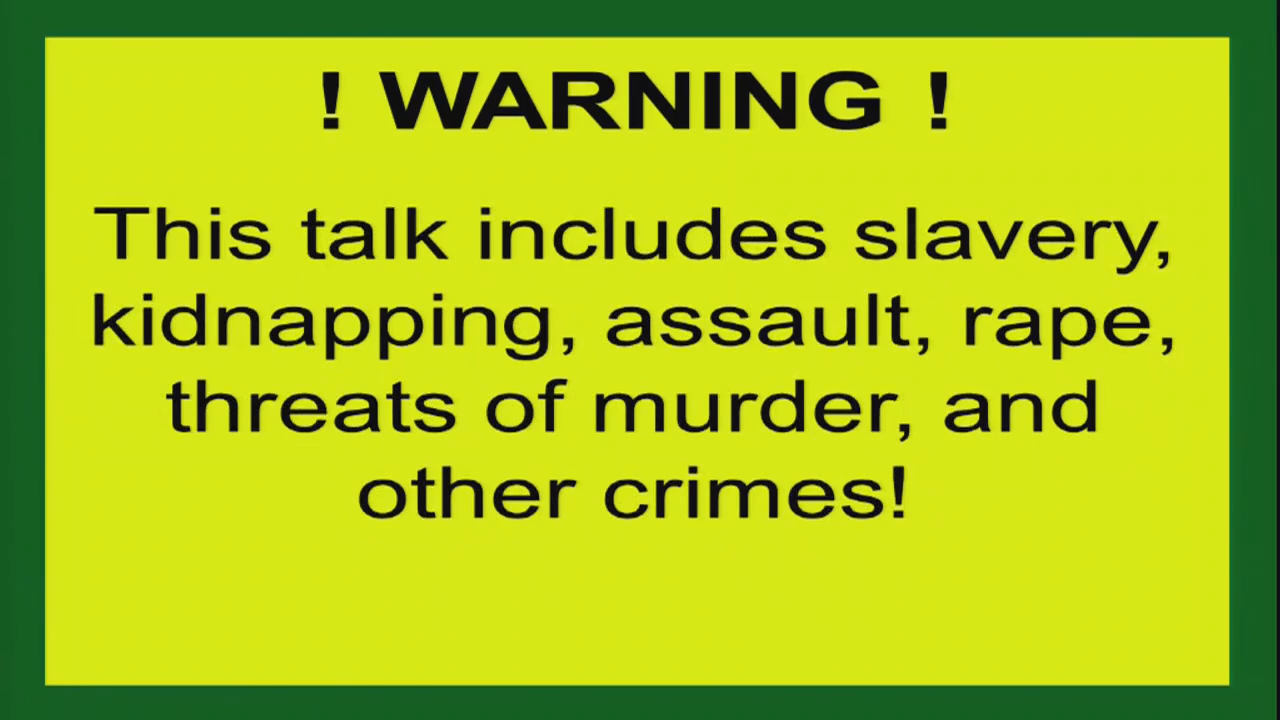 ! WARNING !
This talk includes slavery,
kidnapping, assault, rape,
threats of murder, and
other crimes!